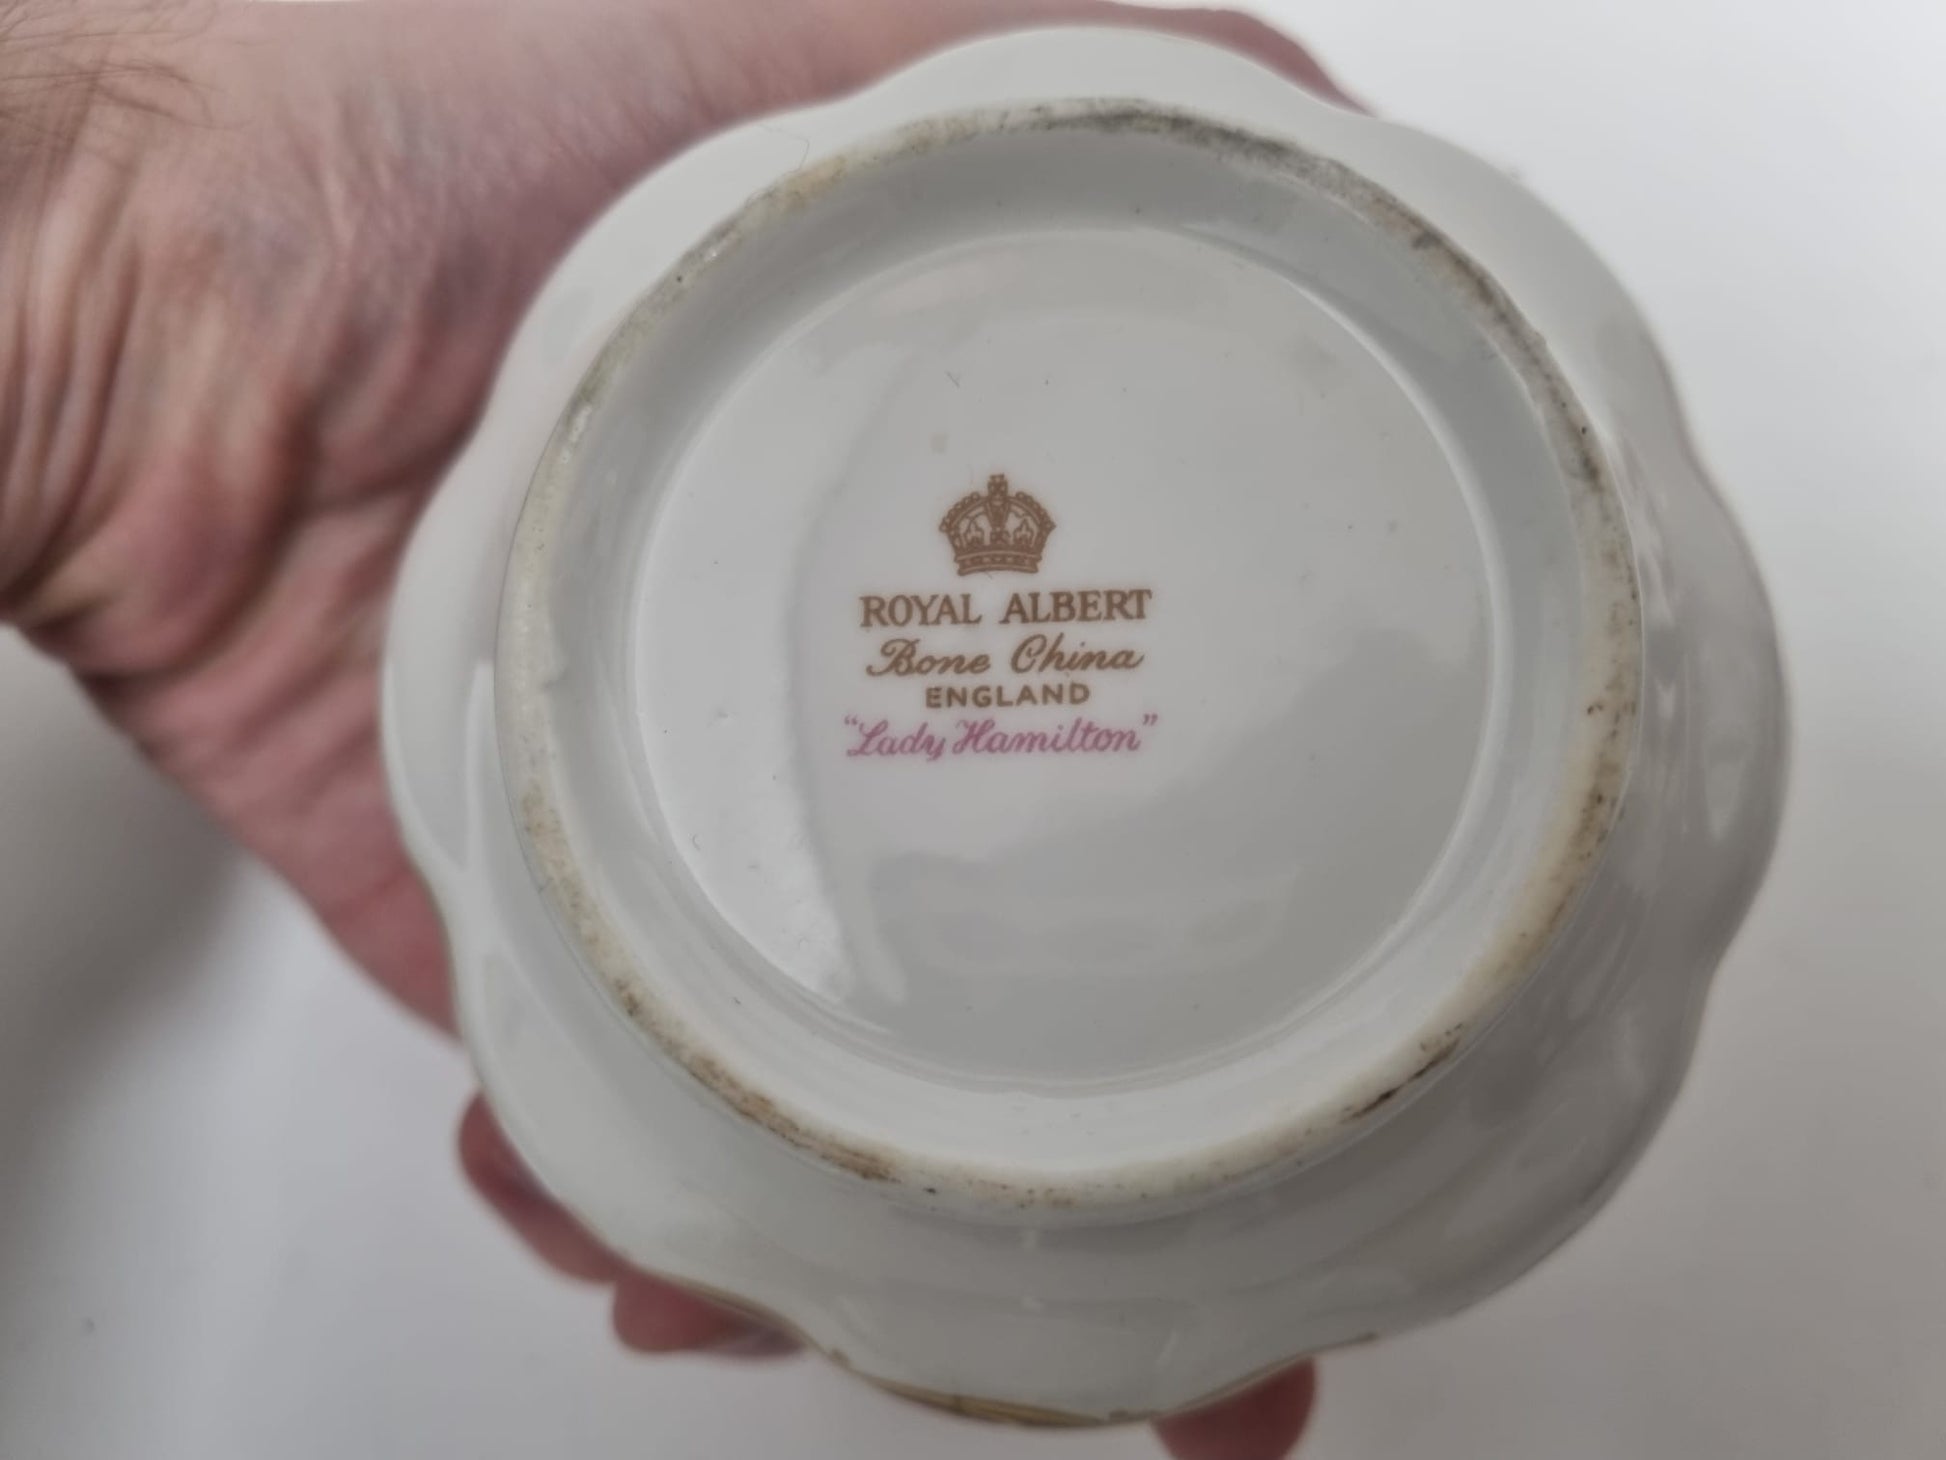 ROYAL ALBERT
Bone China
ENGLAND
"Lady Hamilton"